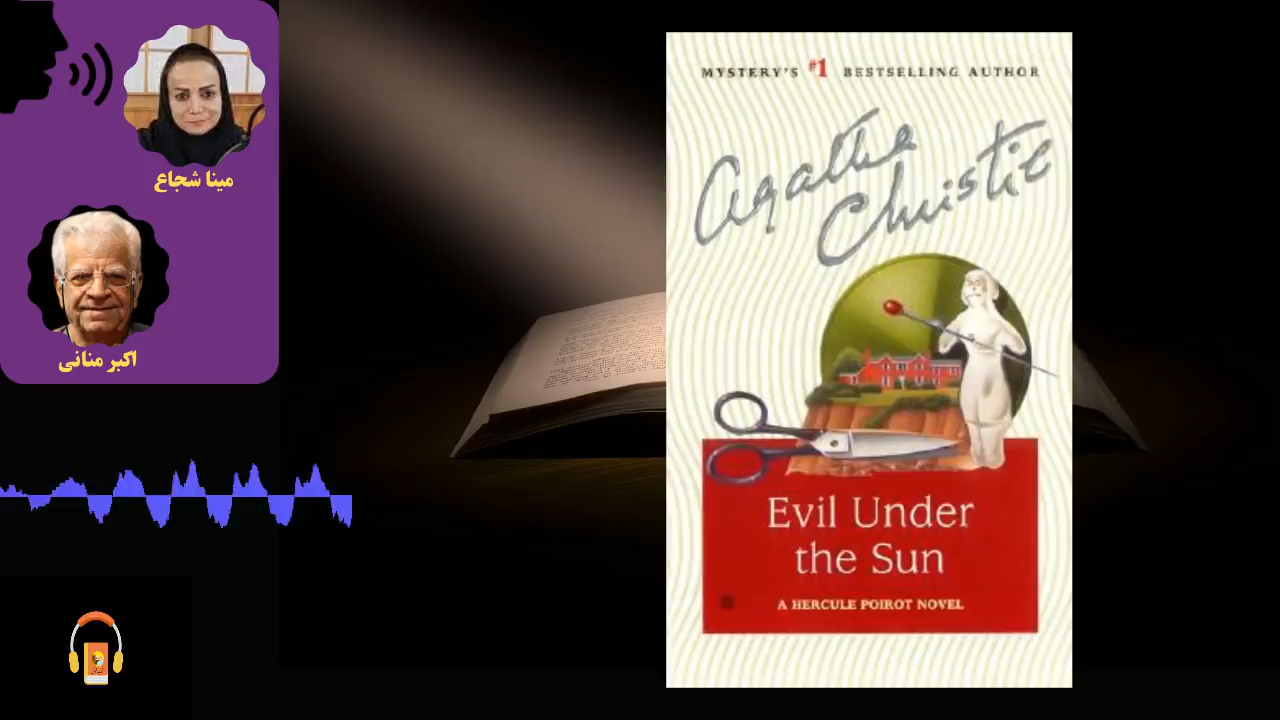 مینا شجاع
اکبر منانی
MYSTERY'S #1 BESTSELLING AUTHOR
Agatha
Christie
Evil Under
the Sun
A HERCULE POIROT NOVEL